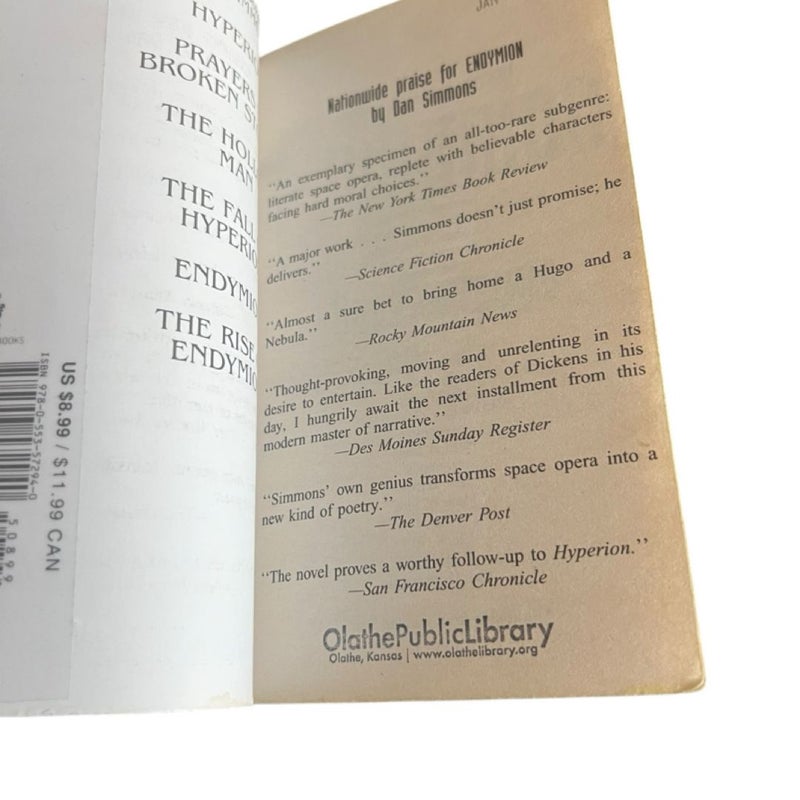 HYPERI
PRAYERS
BROKEN ST
THE HOL
MAN
THE FALL
HYPERIO
ENDYMIO
THE RISE
ENDYMIO
BOOKS
ISBN 978-0-553-57294-0
50899
US $8.99 / $11.99 CAN
JAN
Nationwide praise for ENDYMION
by Dan Simmons
“An exemplary specimen of an all-too-rare subgenre:
literate space opera, replete with believable characters
facing hard moral choices.”
—The New York Times Book Review
“A major work . . . Simmons doesn’t just promise; he
delivers.”
—Science Fiction Chronicle
“Almost a sure bet to bring home a Hugo and a
Nebula.”
—Rocky Mountain News
“Thought-provoking, moving and unrelenting in its
desire to entertain. Like the readers of Dickens in his
day, I hungrily await the next installment from this
modern master of narrative.”
—Des Moines Sunday Register
“Simmons’ own genius transforms space opera into a
new kind of poetry.”
—The Denver Post
“The novel proves a worthy follow-up to Hyperion.”
—San Francisco Chronicle
OlathePublicLibrary
Olathe, Kansas | www.olathelibrary.org